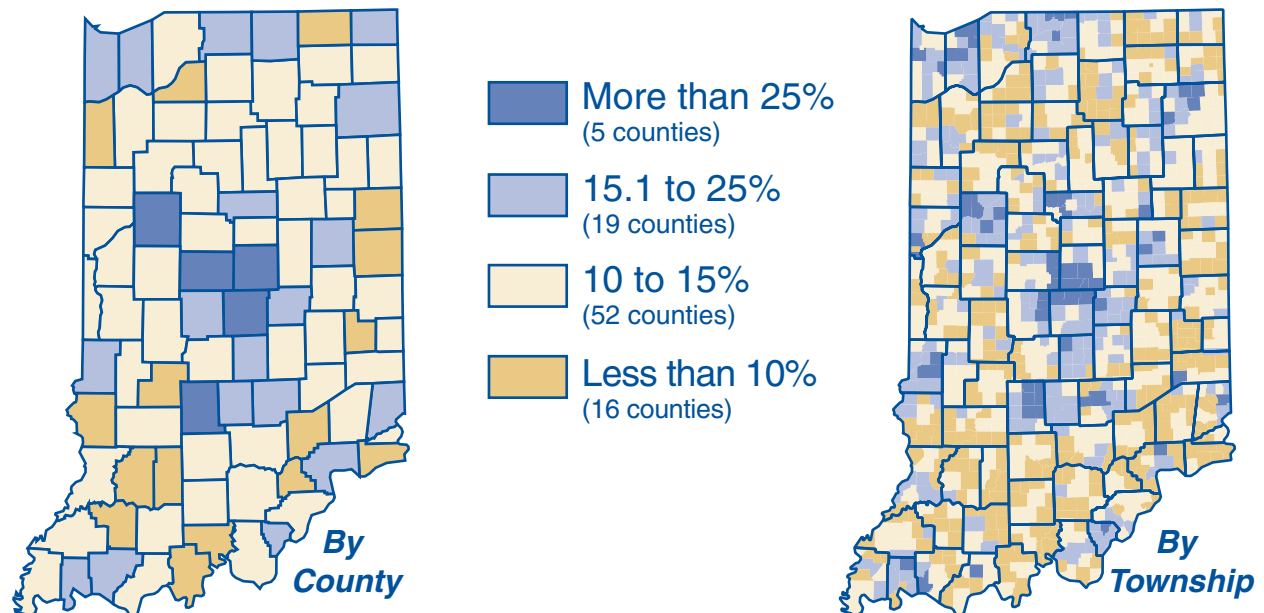 More than 25%
(5 counties)
15.1 to 25%
(19 counties)
10 to 15%
(52 counties)
Less than 10%
(16 counties)
By
County
By
Township